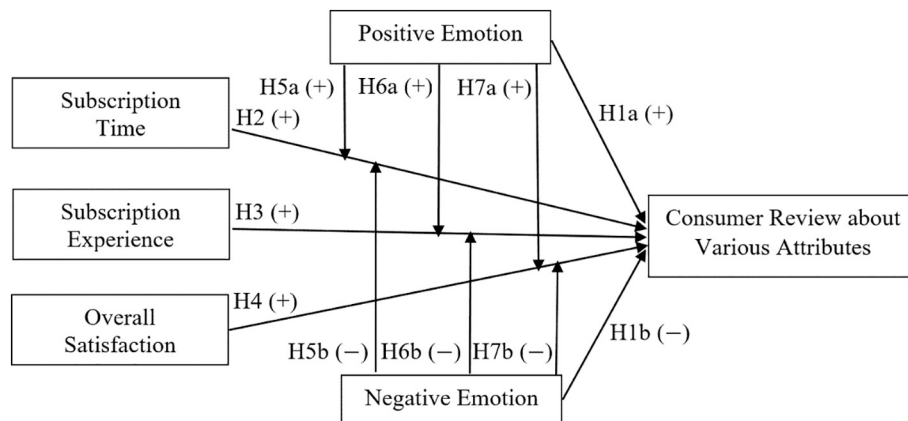 Positive Emotion
H5a (+)
H6a (+)
H7a (+)
H1a (+)
Subscription
Time
H2 (+)
Subscription
Experience
H3 (+)
Consumer Review about
Various Attributes
Overall
Satisfaction
H4 (+)
H5b (−)
H6b (−)
H7b (−)
H1b (−)
Negative Emotion